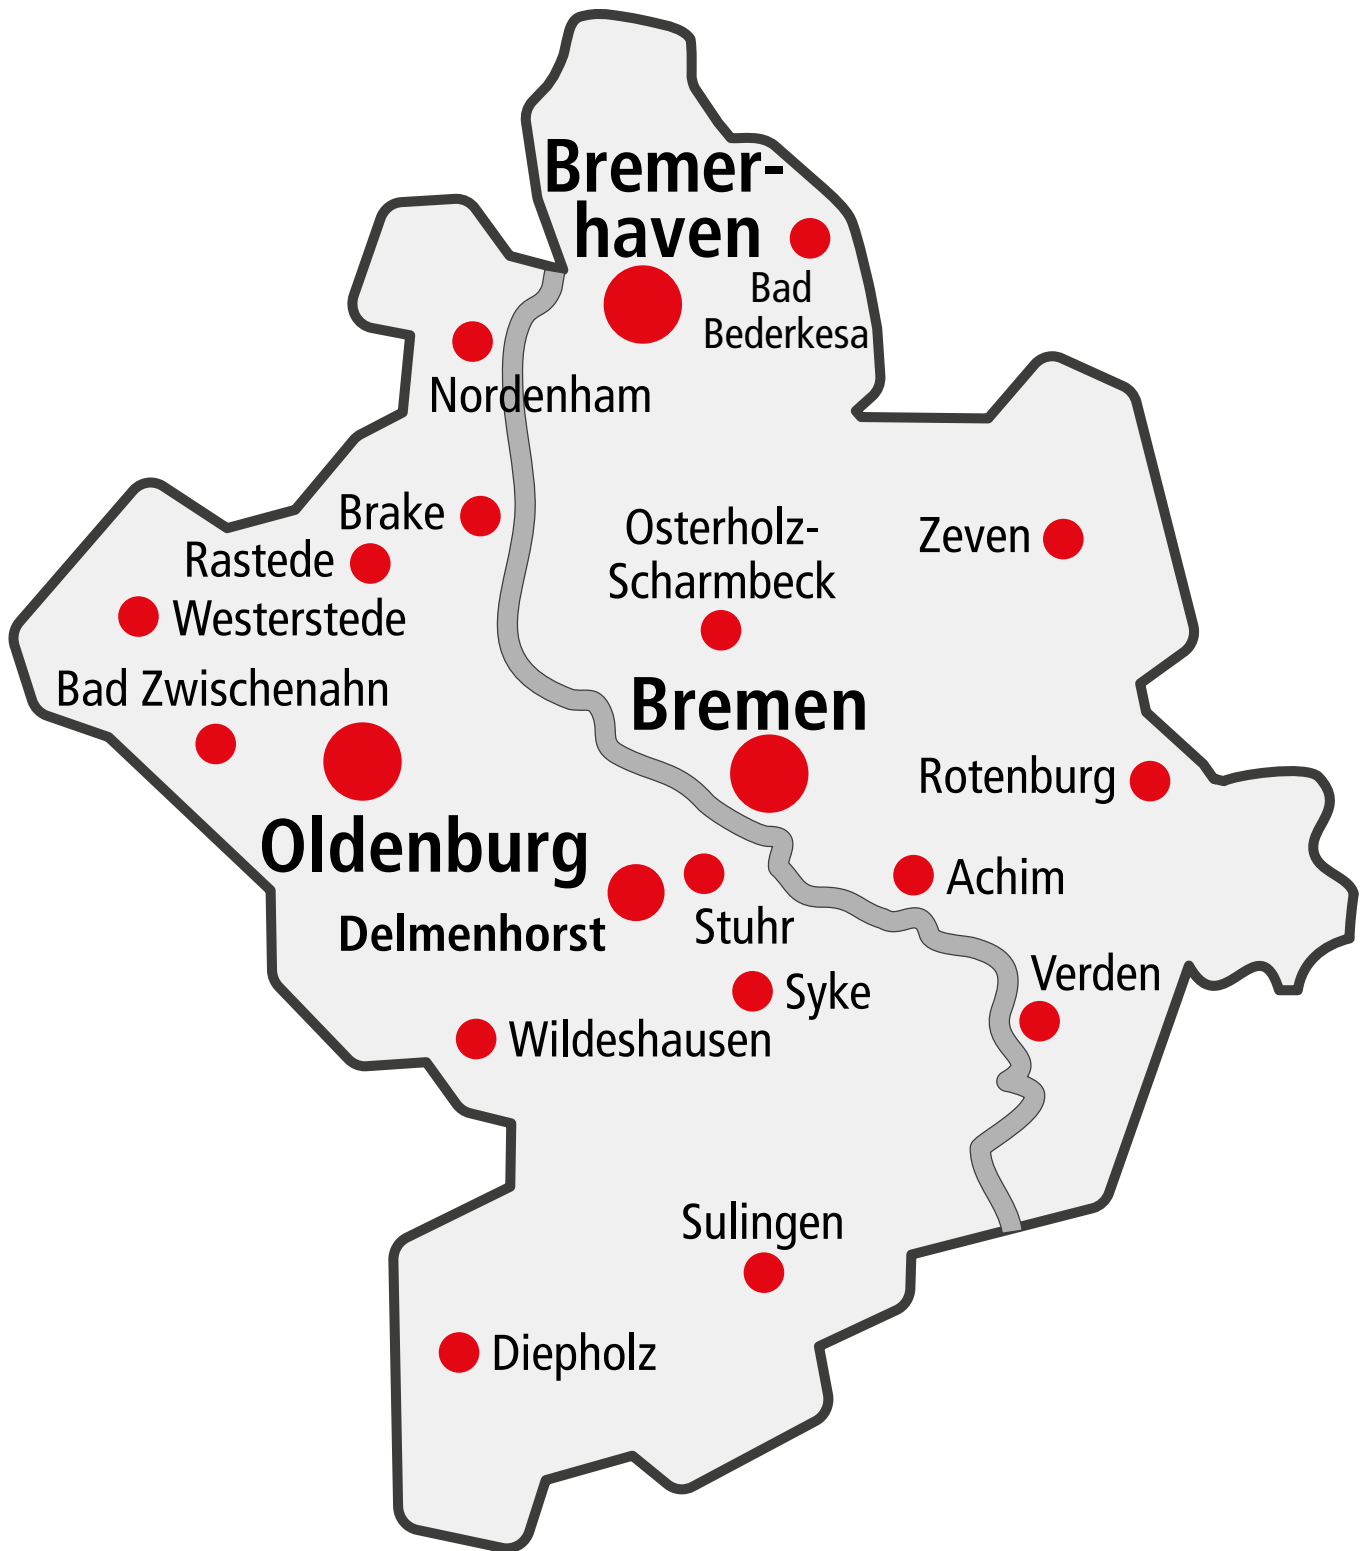 Bremer-
haven
Bad
Bederkesa
Nordenham
Brake
Osterholz-
Scharmbeck
Zeven
Rastede
Westerstede
Bad Zwischenahn
Bremen
Rotenburg
Oldenburg
Achim
Delmenhorst
Stuhr
Verden
Syke
Wildeshausen
Sulingen
Diepholz